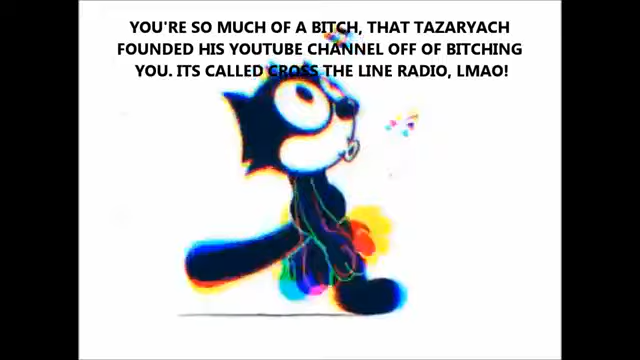 YOU'RE SO MUCH OF A BITCH, THAT TAZARYACH
FOUNDED HIS YOUTUBE CHANNEL OFF OF BITCHING
YOU. ITS CALLED CROSS THE LINE RADIO, LMAO!